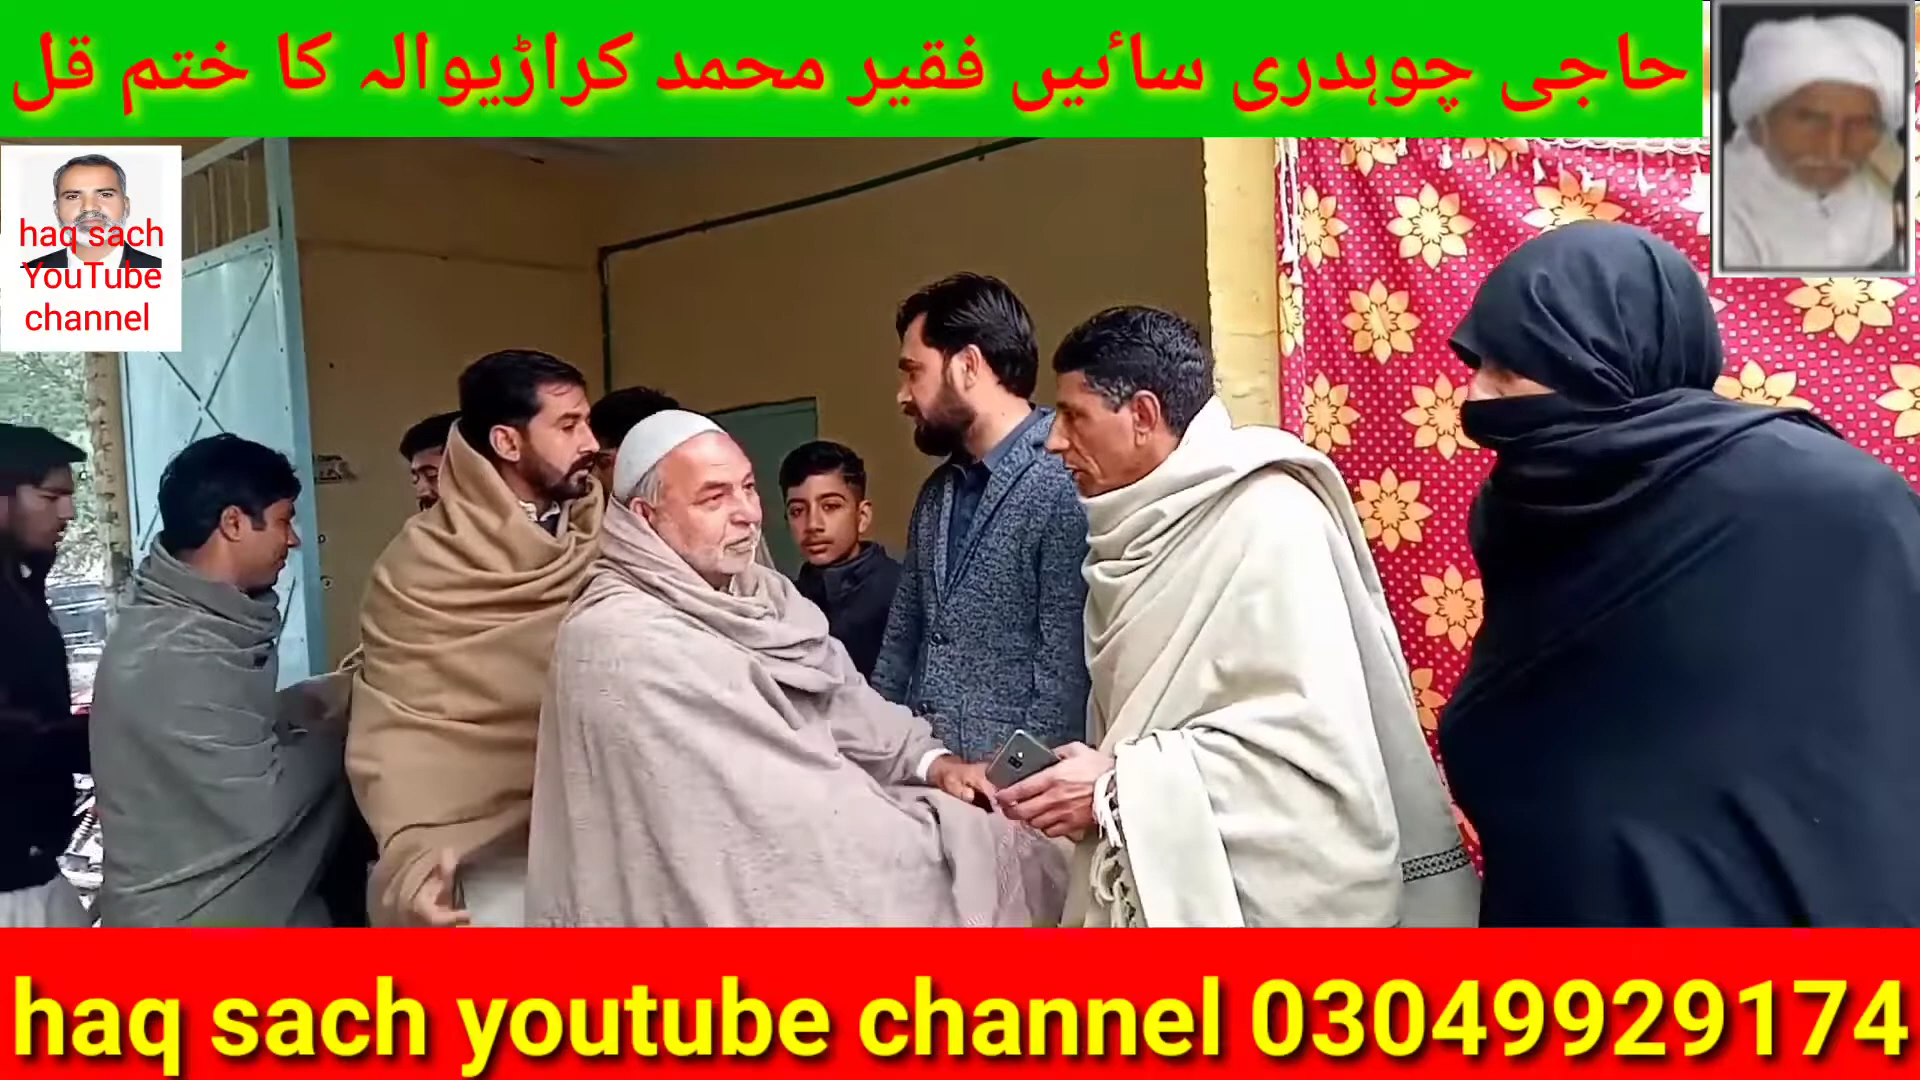 حاجی چوہدری سائیں فقیر محمد کراڑیوالہ کا ختم قل
haq sach
YouTube
channel
haq sach youtube channel 03049929174